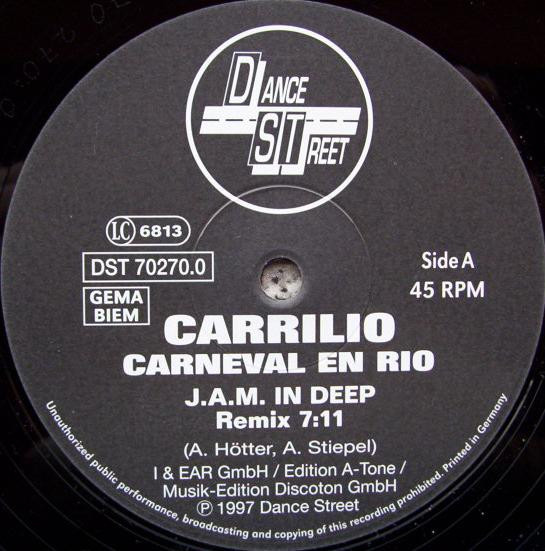 DANCE
STREET
LC 6813
DST 70270.0
GEMA
BIEM
Side A
45 RPM
CARRILIO
CARNEVAL EN RIO
J.A.M. IN DEEP
Remix 7:11
(A. Hötter, A. Stiepel)
I & EAR GmbH / Edition A-Tone /
Musik-Edition Discoton GmbH
℗ 1997 Dance Street
Unauthorized public performance, broadcasting and copying of this recording prohibited. Printed in Germany